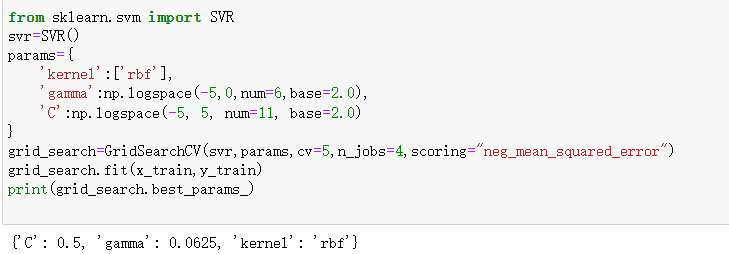 from sklearn.svm import SVR
svr=SVR()
params={
    'kernel':['rbf'],
    'gamma':np.logspace(-5,0,num=6,base=2.0),
    'C':np.logspace(-5, 5, num=11, base=2.0)
}
grid_search=GridSearchCV(svr,params,cv=5,n_jobs=4,scoring="neg_mean_squared_error")
grid_search.fit(x_train,y_train)
print(grid_search.best_params_)
{'C': 0.5, 'gamma': 0.0625, 'kernel': 'rbf'}